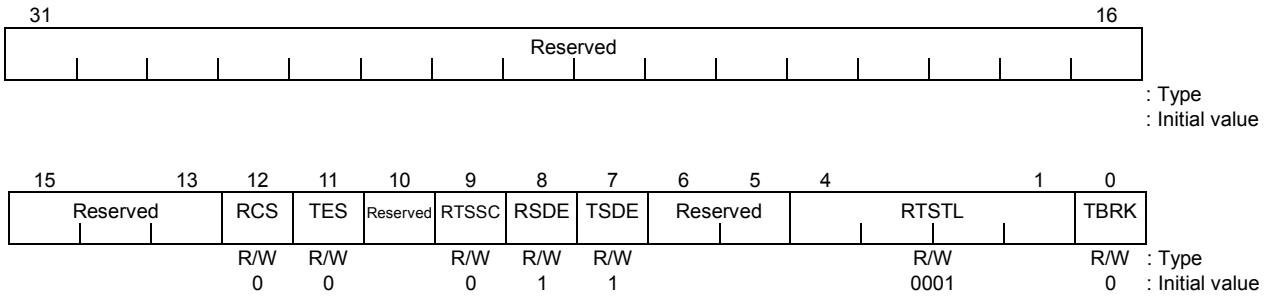 31 16
Reserved
: Type
: Initial value
15 13 12 11 10 9 8 7 6 5 4 1 0
Reserved RCS TES Reserved RTSSC RSDE TSDE Reserved RTSTL TBRK
R/W R/W R/W R/W R/W R/W R/W : Type
0 0 0 1 1 0001 0 : Initial value